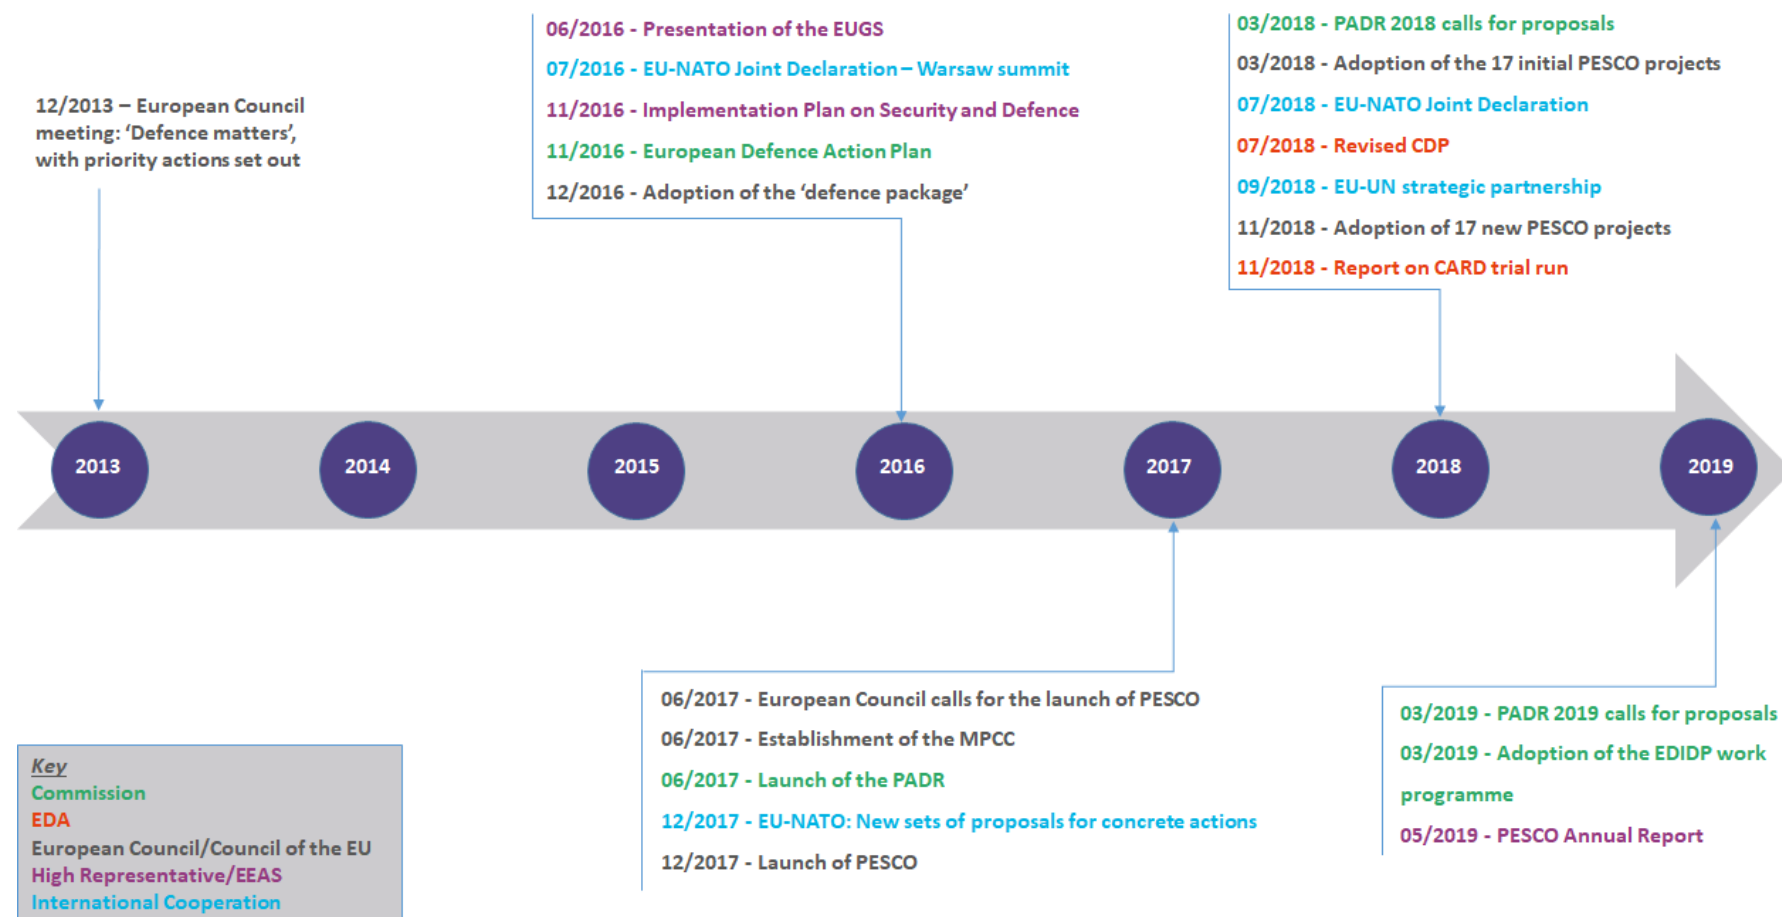 12/2013 – European Council
meeting: ‘Defence matters’,
with priority actions set out
06/2016 - Presentation of the EUGS
07/2016 - EU-NATO Joint Declaration – Warsaw summit
11/2016 - Implementation Plan on Security and Defence
11/2016 - European Defence Action Plan
12/2016 - Adoption of the ‘defence package’
03/2018 - PADR 2018 calls for proposals
03/2018 - Adoption of the 17 initial PESCO projects
07/2018 - EU-NATO Joint Declaration
07/2018 - Revised CDP
09/2018 - EU-UN strategic partnership
11/2018 - Adoption of 17 new PESCO projects
11/2018 - Report on CARD trial run
2013
2014
2015
2016
2017
2018
2019
06/2017 - European Council calls for the launch of PESCO
06/2017 - Establishment of the MPCC
06/2017 - Launch of the PADR
12/2017 - EU-NATO: New sets of proposals for concrete actions
12/2017 - Launch of PESCO
03/2019 - PADR 2019 calls for proposals
03/2019 - Adoption of the EDIDP work
programme
05/2019 - PESCO Annual Report
Key
Commission
EDA
European Council/Council of the EU
High Representative/EEAS
International Cooperation